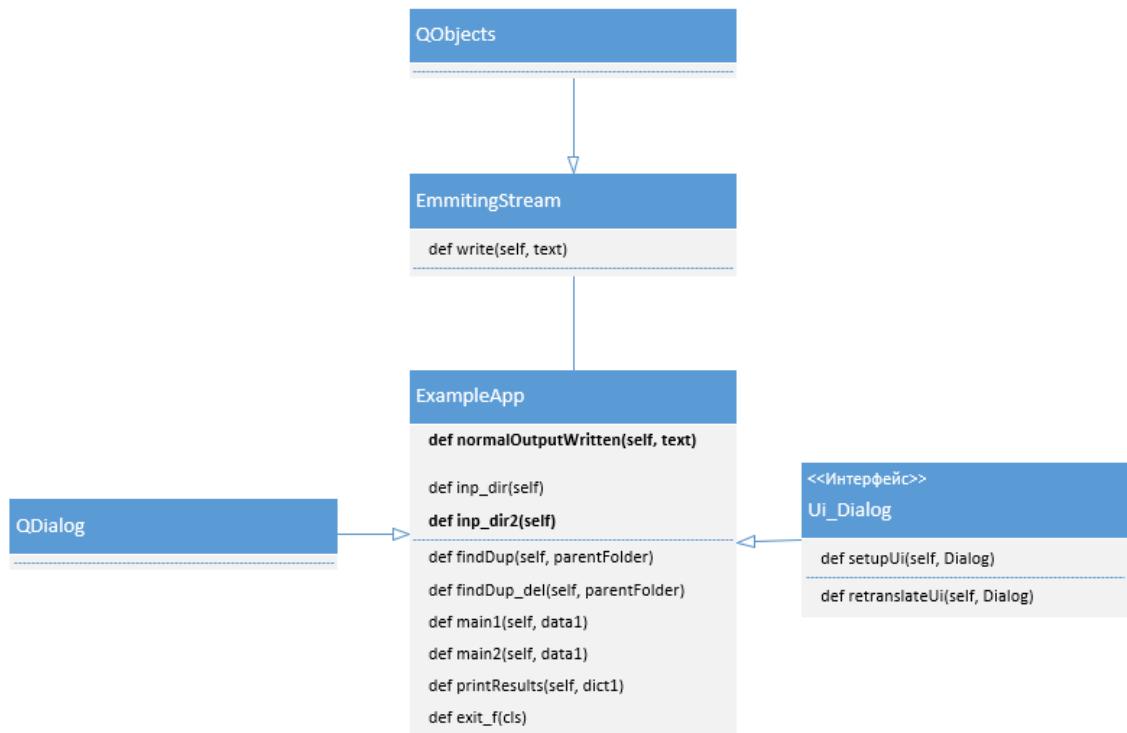 QObjects
EmmitingStream
def write(self, text)
ExampleApp
def normalOutputWritten(self, text)
def inp_dir(self)
def inp_dir2(self)
def findDup(self, parentFolder)
def findDup_del(self, parentFolder)
def main1(self, data1)
def main2(self, data1)
def printResults(self, dict1)
def exit_f(cls)
QDialog
<<Интерфейс>>
Ui_Dialog
def setupUi(self, Dialog)
def retranslateUi(self, Dialog)